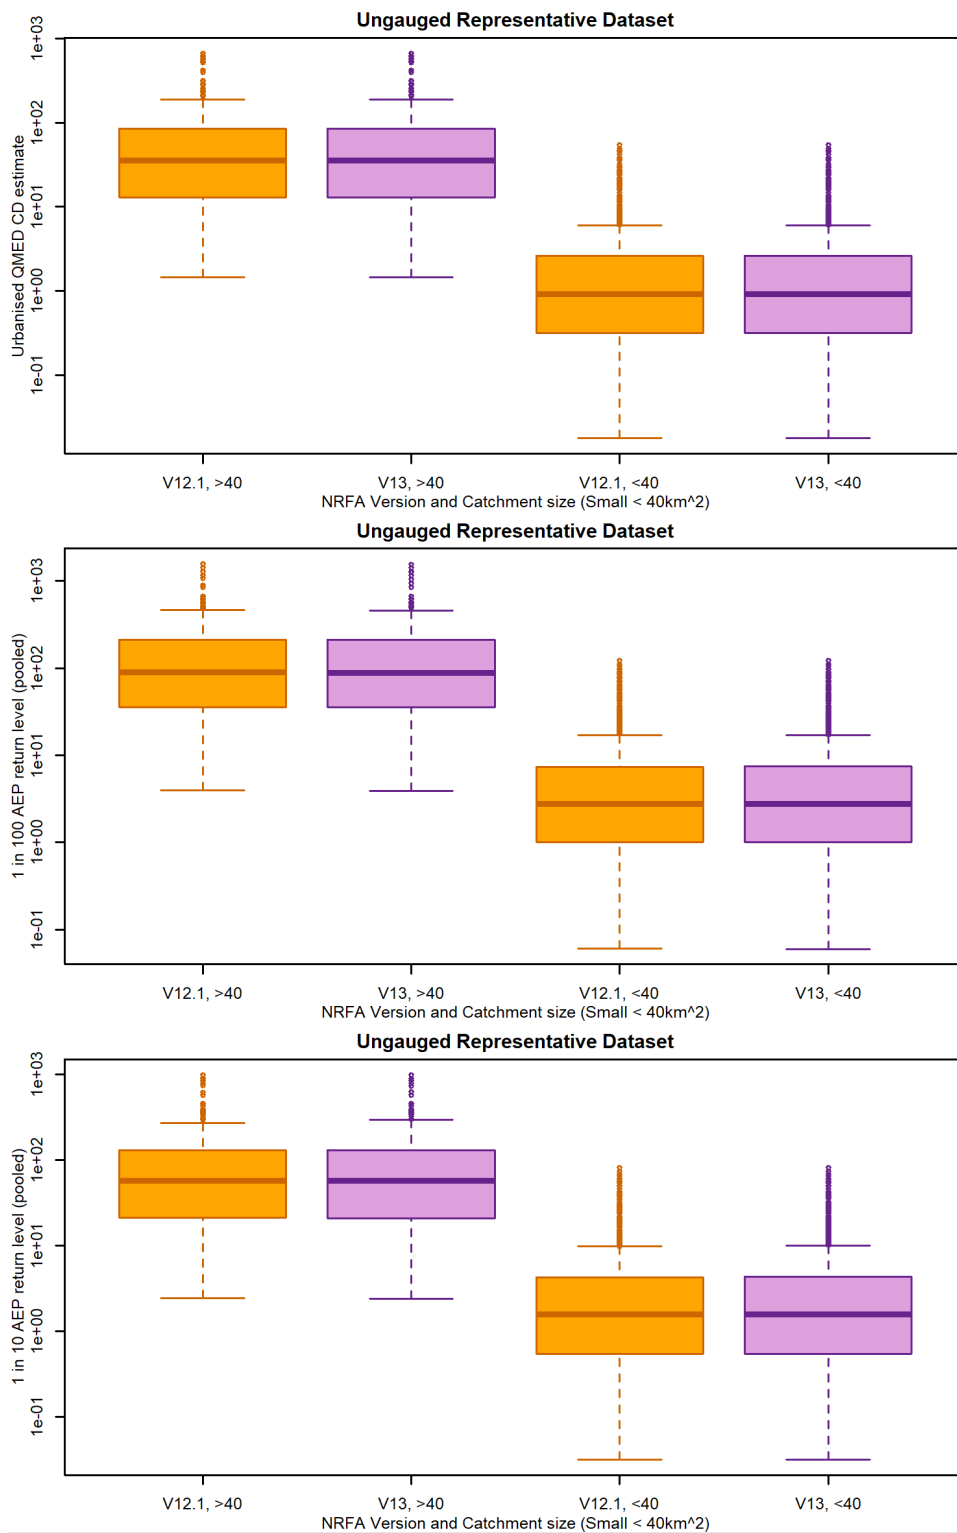 Ungauged Representative Dataset
Urbanised QMED CD estimate
1e+03
1e+02
1e+01
1e+00
1e-01
V12.1, >40
V13, >40
V12.1, <40
V13, <40
NRFA Version and Catchment size (Small < 40km^2)
Ungauged Representative Dataset
1 in 100 AEP return level (pooled)
1e+03
1e+02
1e+01
1e+00
1e-01
V12.1, >40
V13, >40
V12.1, <40
V13, <40
NRFA Version and Catchment size (Small < 40km^2)
Ungauged Representative Dataset
1 in 10 AEP return level (pooled)
1e+03
1e+02
1e+01
1e+00
1e-01
V12.1, >40
V13, >40
V12.1, <40
V13, <40
NRFA Version and Catchment size (Small < 40km^2)